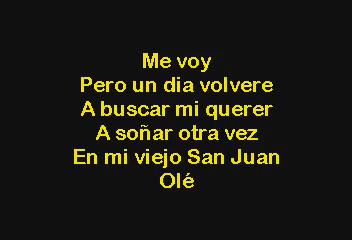 Me voy
Pero un dia volvere
A buscar mi querer
A soñar otra vez
En mi viejo San Juan
Olé